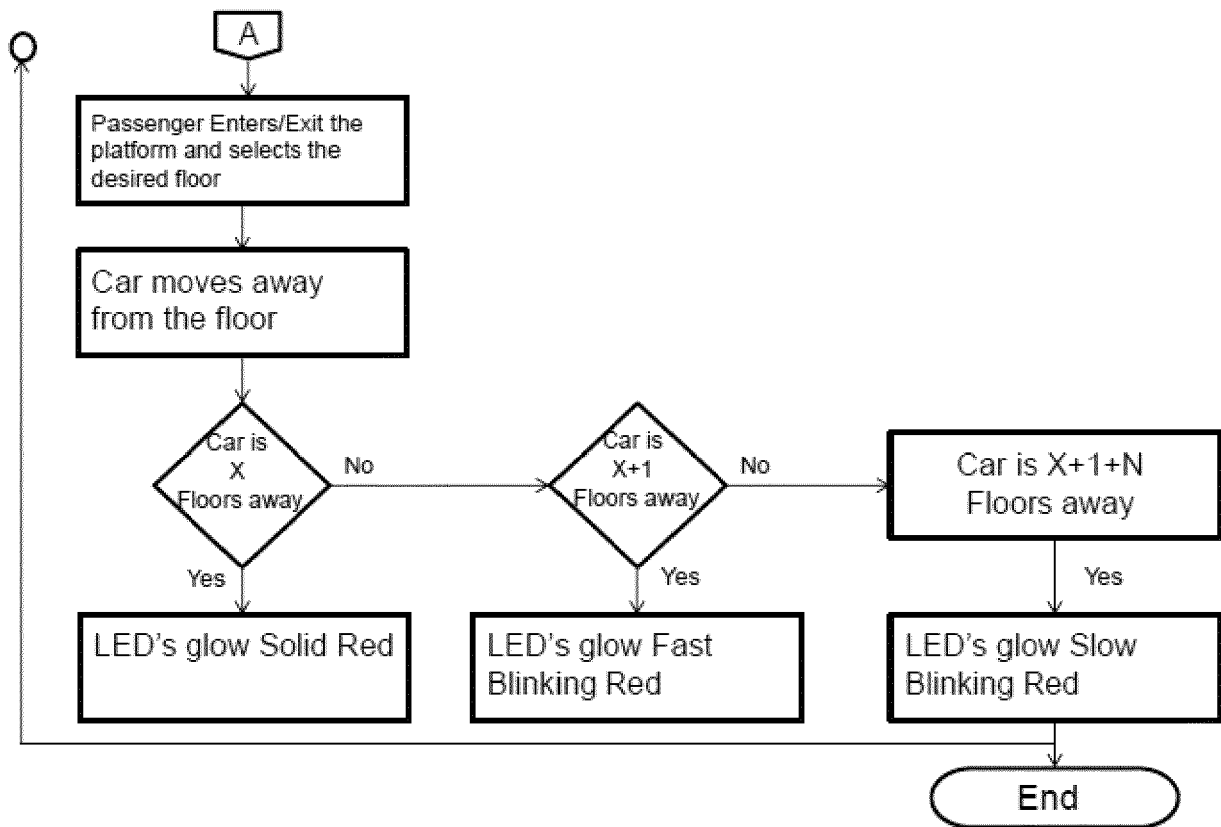 A
Passenger Enters/Exit the
platform and selects the
desired floor
Car moves away
from the floor
Car is
X
Floors away
No
Car is
X+1
Floors away
No
Car is X+1+N
Floors away
Yes
Yes
Yes
LED's glow Solid Red
LED's glow Fast
Blinking Red
LED's glow Slow
Blinking Red
End